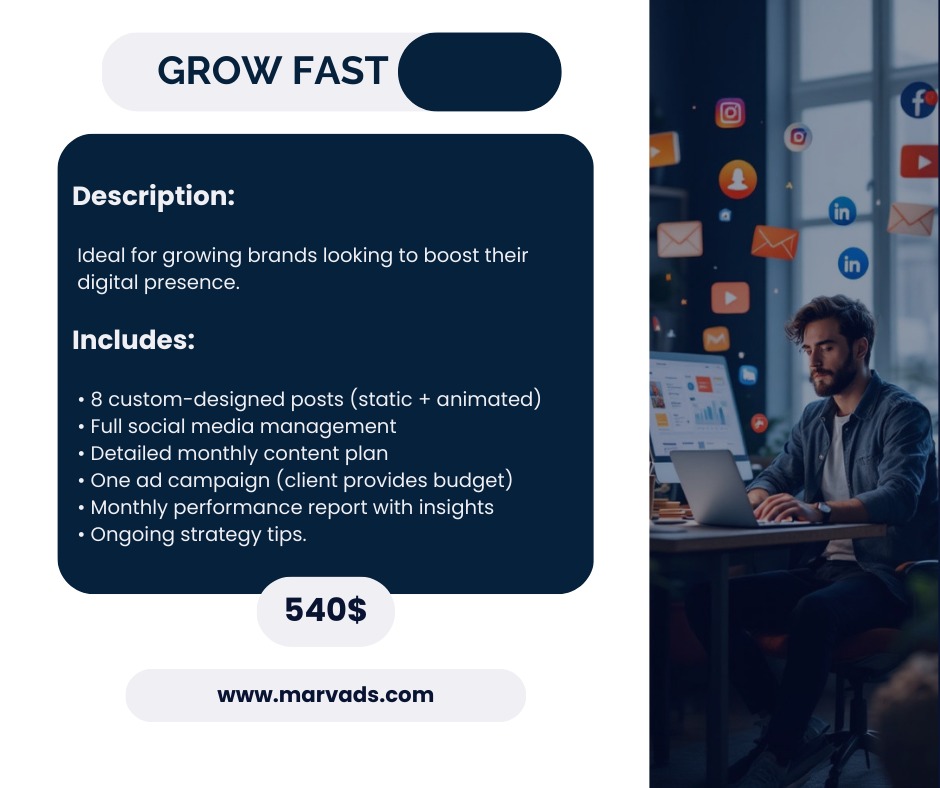 GROW FAST
Description:
Ideal for growing brands looking to boost their
digital presence.
Includes:
• 8 custom-designed posts (static + animated)
• Full social media management
• Detailed monthly content plan
• One ad campaign (client provides budget)
• Monthly performance report with insights
• Ongoing strategy tips.
540$
www.marvads.com